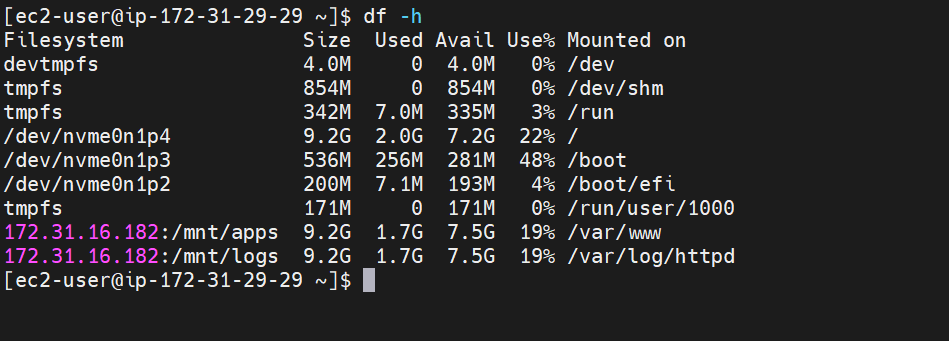 [ec2-user@ip-172-31-29-29 ~]$ df -h
Filesystem               Size  Used Avail Use% Mounted on
devtmpfs                 4.0M     0  4.0M   0% /dev
tmpfs                    854M     0  854M   0% /dev/shm
tmpfs                    342M  7.0M  335M   3% /run
/dev/nvme0n1p4           9.2G  2.0G  7.2G  22% /
/dev/nvme0n1p3           536M  256M  281M  48% /boot
/dev/nvme0n1p2           200M  7.1M  193M   4% /boot/efi
tmpfs                    171M     0  171M   0% /run/user/1000
172.31.16.182:/mnt/apps  9.2G  1.7G  7.5G  19% /var/www
172.31.16.182:/mnt/logs  9.2G  1.7G  7.5G  19% /var/log/httpd
[ec2-user@ip-172-31-29-29 ~]$